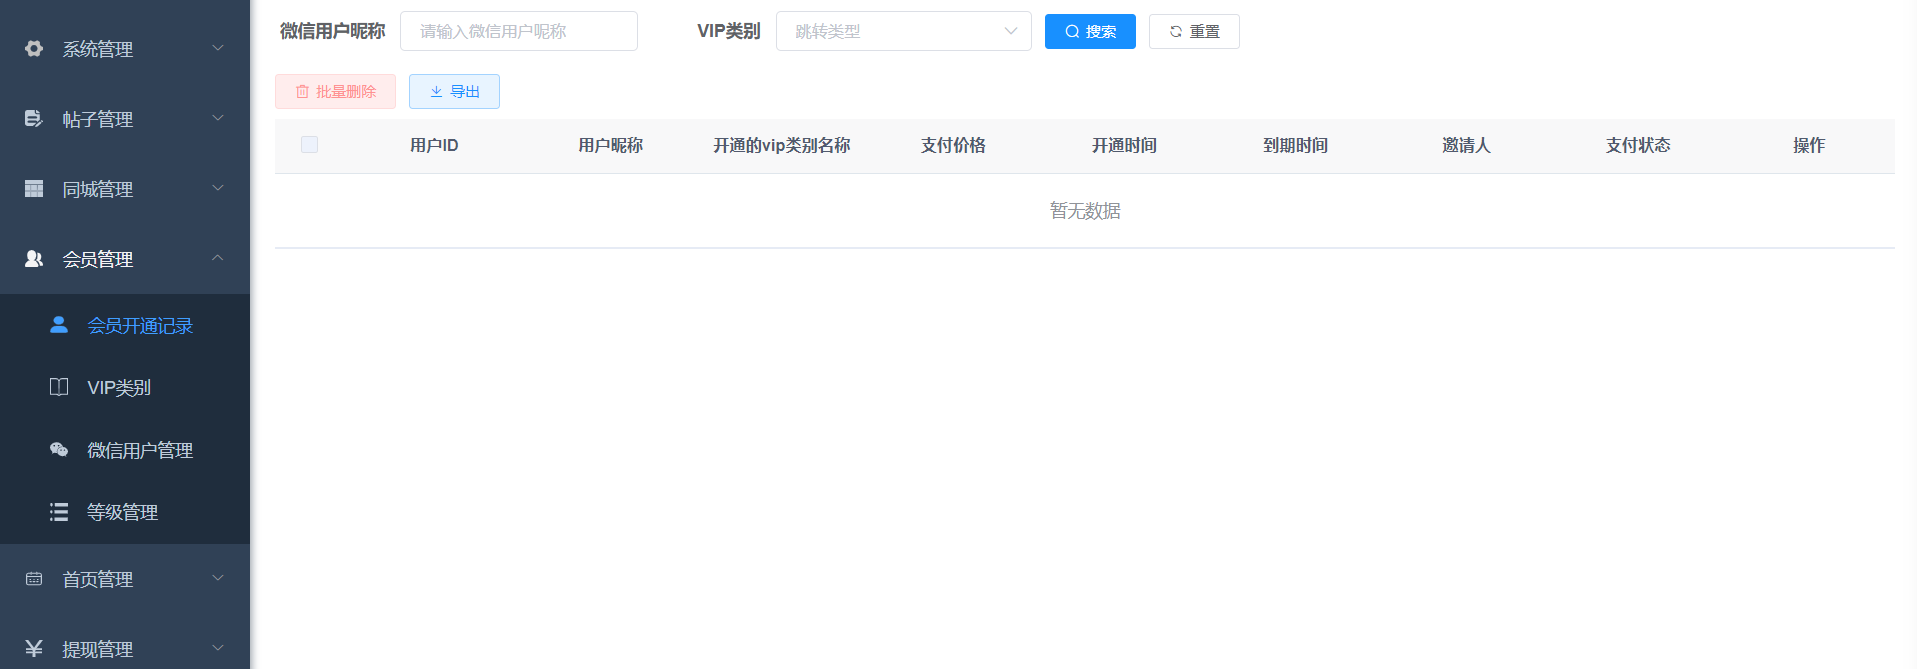 系统管理
帖子管理
同城管理
会员管理
会员开通记录
VIP类别
微信用户管理
等级管理
首页管理
提现管理
微信用户昵称 请输入微信用户呢称 VIP类别 跳转类型 搜索 重置
批量删除 导出
用户ID 用户昵称 开通的vip类别名称 支付价格 开通时间 到期时间 邀请人 支付状态 操作
暂无数据